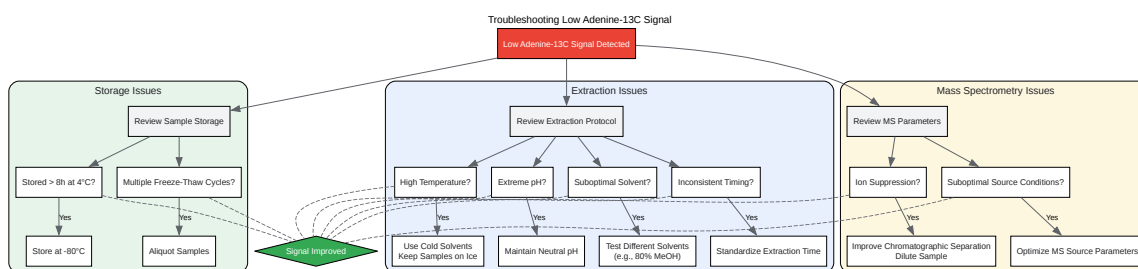 Troubleshooting Low Adenine-13C Signal
Low Adenine-13C Signal Detected
Storage Issues
Extraction Issues
Mass Spectrometry Issues
Review Sample Storage
Review Extraction Protocol
Review MS Parameters
Stored > 8h at 4°C?
Multiple Freeze-Thaw Cycles?
High Temperature?
Extreme pH?
Suboptimal Solvent?
Inconsistent Timing?
Ion Suppression?
Suboptimal Source Conditions?
Yes
Yes
Yes
Yes
Yes
Yes
Yes
Yes
Store at -80°C
Aliquot Samples
Signal Improved
Use Cold Solvents
Keep Samples on Ice
Maintain Neutral pH
Test Different Solvents
(e.g., 80% MeOH)
Standardize Extraction Time
Improve Chromatographic Separation
Dilute Sample
Optimize MS Source Parameters